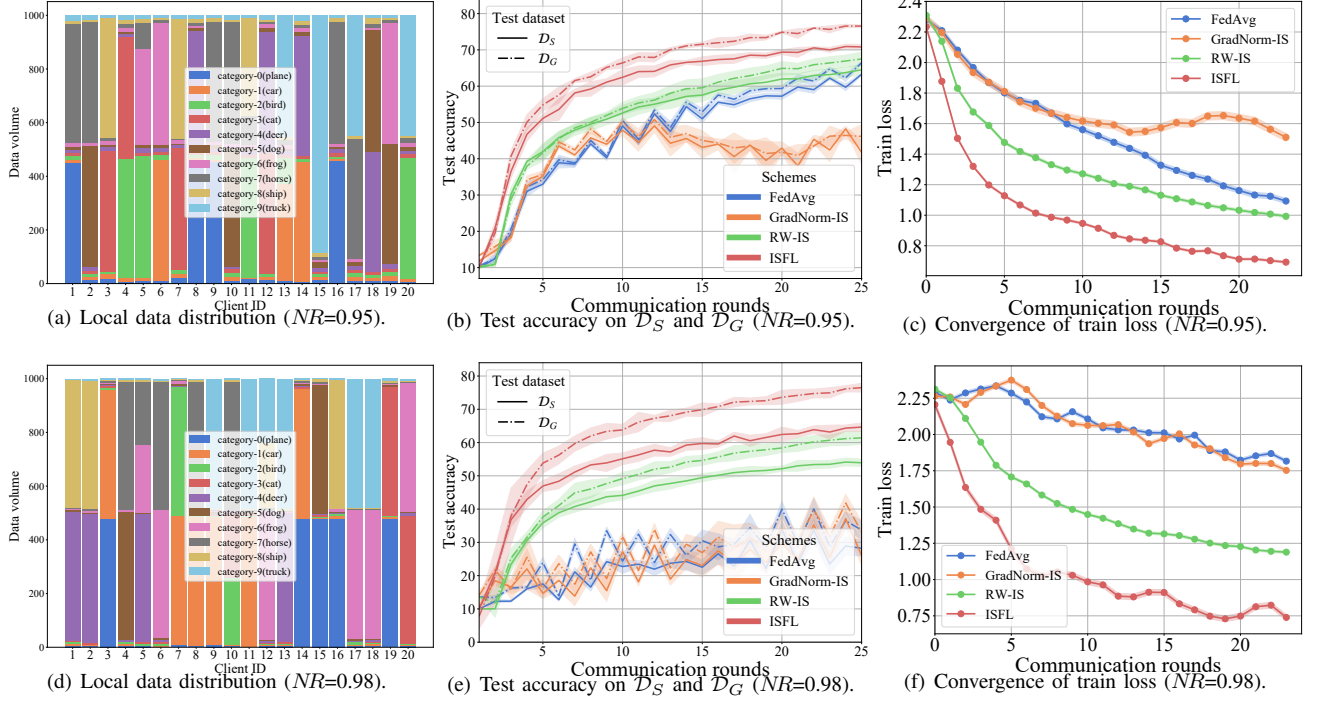 1000
800
600
400
200
0
Data volume
category-0(plane)
category-1(car)
category-2(bird)
category-3(cat)
category-4(deer)
category-5(dog)
category-6(frog)
category-7(horse)
category-8(ship)
category-9(truck)
1 2 3 4 5 6 7 8 9 10 11 12 13 14 15 16 17 18 19 20
Client ID
(a) Local data distribution (NR=0.95).
80
70
60
50
40
30
20
10
Test accuracy
Test dataset
D_S
D_G
Schemes
FedAvg
GradNorm-IS
RW-IS
ISFL
5 10 15 20 25
Communication rounds
(b) Test accuracy on D_S and D_G (NR=0.95).
2.4
2.2
2.0
1.8
1.6
1.4
1.2
1.0
0.8
Train loss
FedAvg
GradNorm-IS
RW-IS
ISFL
0 5 10 15 20
Communication rounds
(c) Convergence of train loss (NR=0.95).
1000
800
600
400
200
0
Data volume
category-0(plane)
category-1(car)
category-2(bird)
category-3(cat)
category-4(deer)
category-5(dog)
category-6(frog)
category-7(horse)
category-8(ship)
category-9(truck)
1 2 3 4 5 6 7 8 9 10 11 12 13 14 15 16 17 18 19 20
Client ID
(d) Local data distribution (NR=0.98).
80
70
60
50
40
30
20
10
0
Test accuracy
Test dataset
D_S
D_G
Schemes
FedAvg
GradNorm-IS
RW-IS
ISFL
5 10 15 20 25
Communication rounds
(e) Test accuracy on D_S and D_G (NR=0.98).
2.25
2.00
1.75
1.50
1.25
1.00
0.75
Train loss
FedAvg
GradNorm-IS
RW-IS
ISFL
0 5 10 15 20
Communication rounds
(f) Convergence of train loss (NR=0.98).